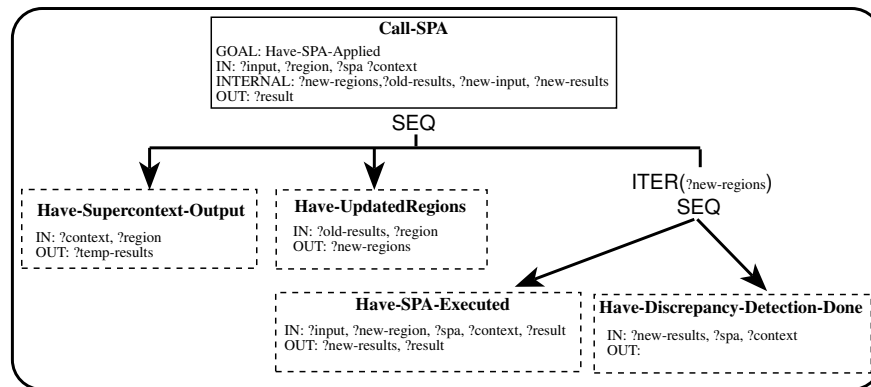 Call-SPA
GOAL: Have-SPA-Applied
IN: ?input, ?region, ?spa ?context
INTERNAL: ?new-regions,?old-results, ?new-input, ?new-results
OUT: ?result
SEQ
ITER(?new-regions)
SEQ
Have-Supercontext-Output
IN: ?context, ?region
OUT: ?temp-results
Have-UpdatedRegions
IN: ?old-results, ?region
OUT: ?new-regions
Have-SPA-Executed
IN: ?input, ?new-region, ?spa, ?context, ?result
OUT: ?new-results, ?result
Have-Discrepancy-Detection-Done
IN: ?new-results, ?spa, ?context
OUT: